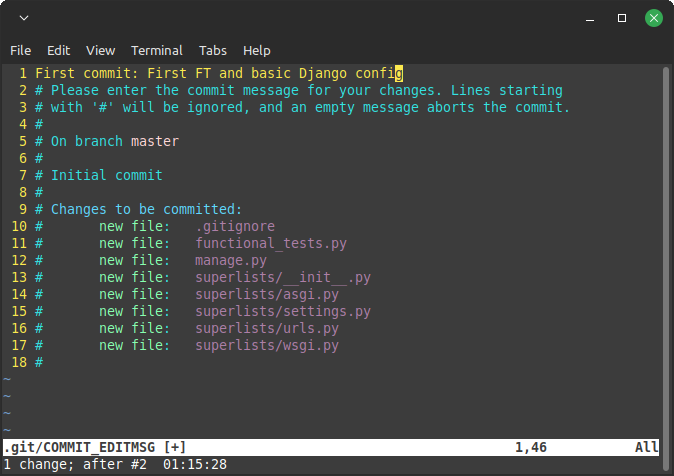 File Edit View Terminal Tabs Help
1 First commit: First FT and basic Django config
2 # Please enter the commit message for your changes. Lines starting
3 # with '#' will be ignored, and an empty message aborts the commit.
4 #
5 # On branch master
6 #
7 # Initial commit
8 #
9 # Changes to be committed:
10 #       new file:   .gitignore
11 #       new file:   functional_tests.py
12 #       new file:   manage.py
13 #       new file:   superlists/__init__.py
14 #       new file:   superlists/asgi.py
15 #       new file:   superlists/settings.py
16 #       new file:   superlists/urls.py
17 #       new file:   superlists/wsgi.py
18 #
~
~
~
~
.git/COMMIT_EDITMSG [+] 1,46 All
1 change; after #2  01:15:28